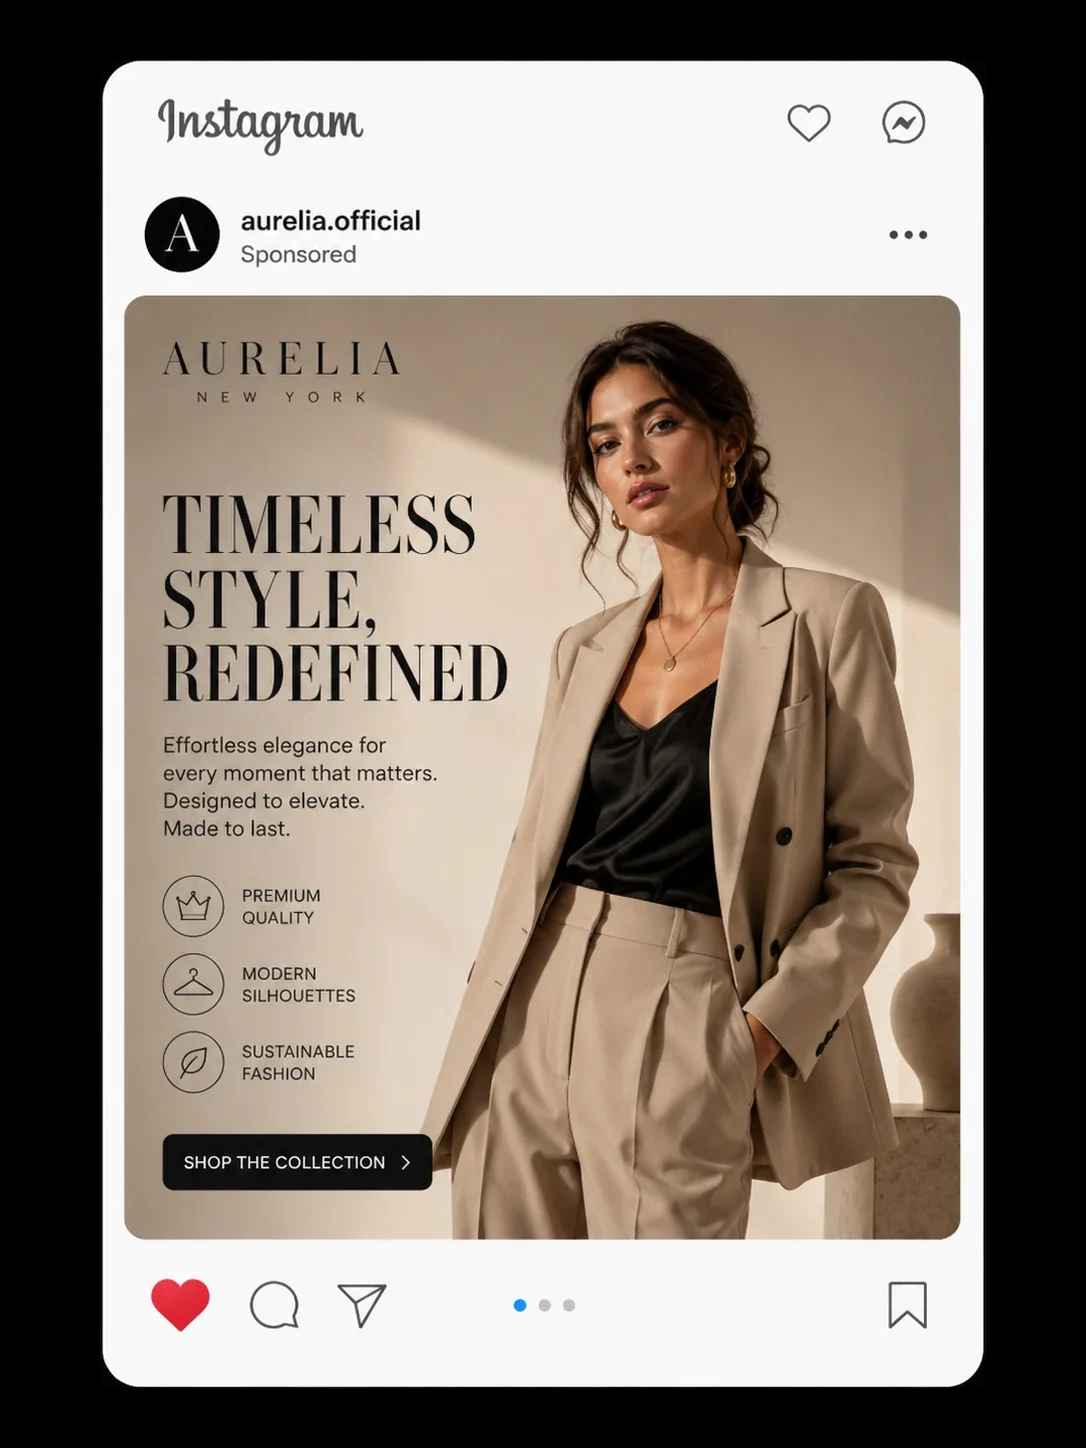 Instagram
A
aurelia.official
Sponsored
AURELIA
NEW YORK
TIMELESS
STYLE,
REDEFINED
Effortless elegance for
every moment that matters.
Designed to elevate.
Made to last.
PREMIUM
QUALITY
MODERN
SILHOUETTES
SUSTAINABLE
FASHION
SHOP THE COLLECTION